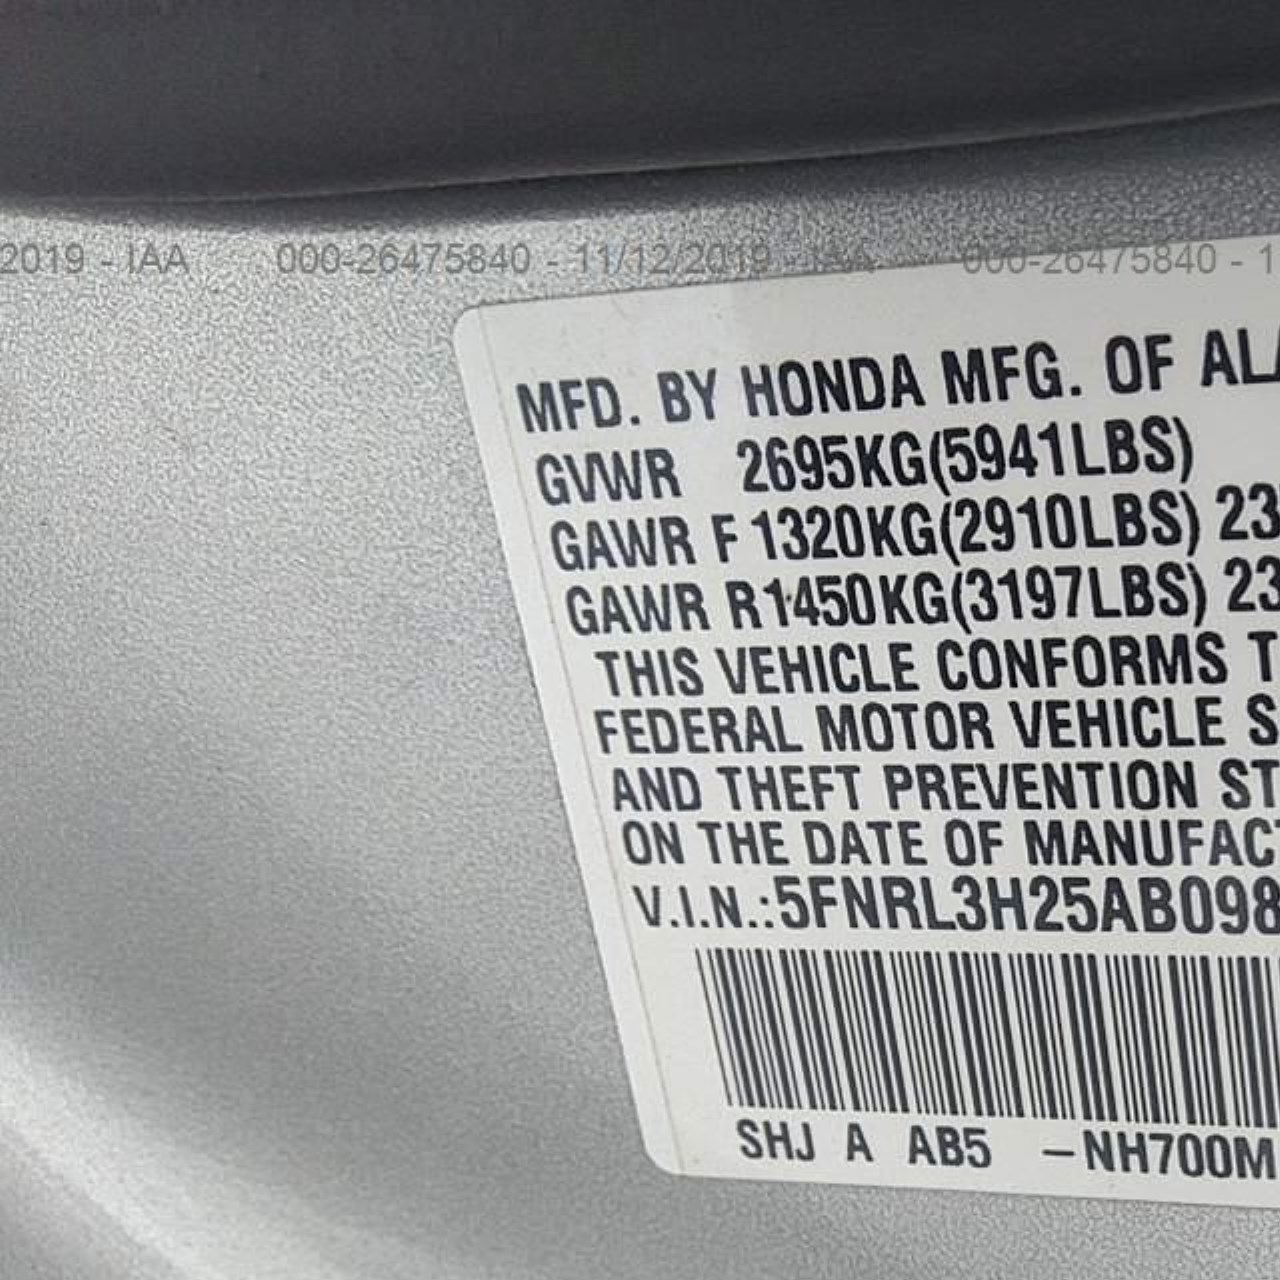 2019 - IAA 000-26475840 - 11/12/2019 - IAA 000-26475840 - 1
MFD. BY HONDA MFG. OF ALA
GVWR 2695KG(5941LBS)
GAWR F 1320KG(2910LBS) 23
GAWR R1450KG(3197LBS) 23
THIS VEHICLE CONFORMS T
FEDERAL MOTOR VEHICLE S
AND THEFT PREVENTION ST
ON THE DATE OF MANUFACT
V.I.N.:5FNRL3H25AB098
SHJ A AB5 -NH700M